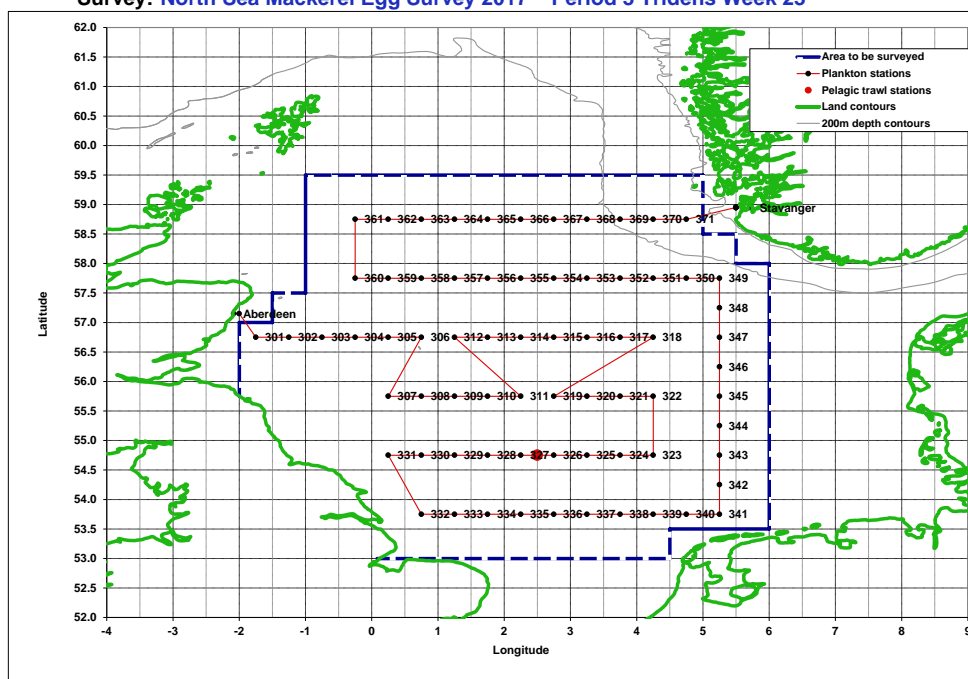 Survey: North Sea Mackerel Egg Survey 2017 - Period 3 Tridens Week 23
62.0
61.5
61.0
60.5
60.0
59.5
59.0
58.5
58.0
57.5
57.0
56.5
56.0
55.5
55.0
54.5
54.0
53.5
53.0
52.5
52.0
Latitude
Area to be surveyed
Plankton stations
Pelagic trawl stations
Land contours
200m depth contours
Stavanger
361 362 363 364 365 366 367 368 369 370 371
360 359 358 357 356 355 354 353 352 351 350 349
348
Aberdeen
301 302 303 304 305 306 312 313 314 315 316 317 318 347
346
307 308 309 310 311 319 320 321 322 345
344
331 330 329 328 327 326 325 324 323 343
342
332 333 334 335 336 337 338 339 340 341
-4 -3 -2 -1 0 1 2 3 4 5 6 7 8 9
Longitude